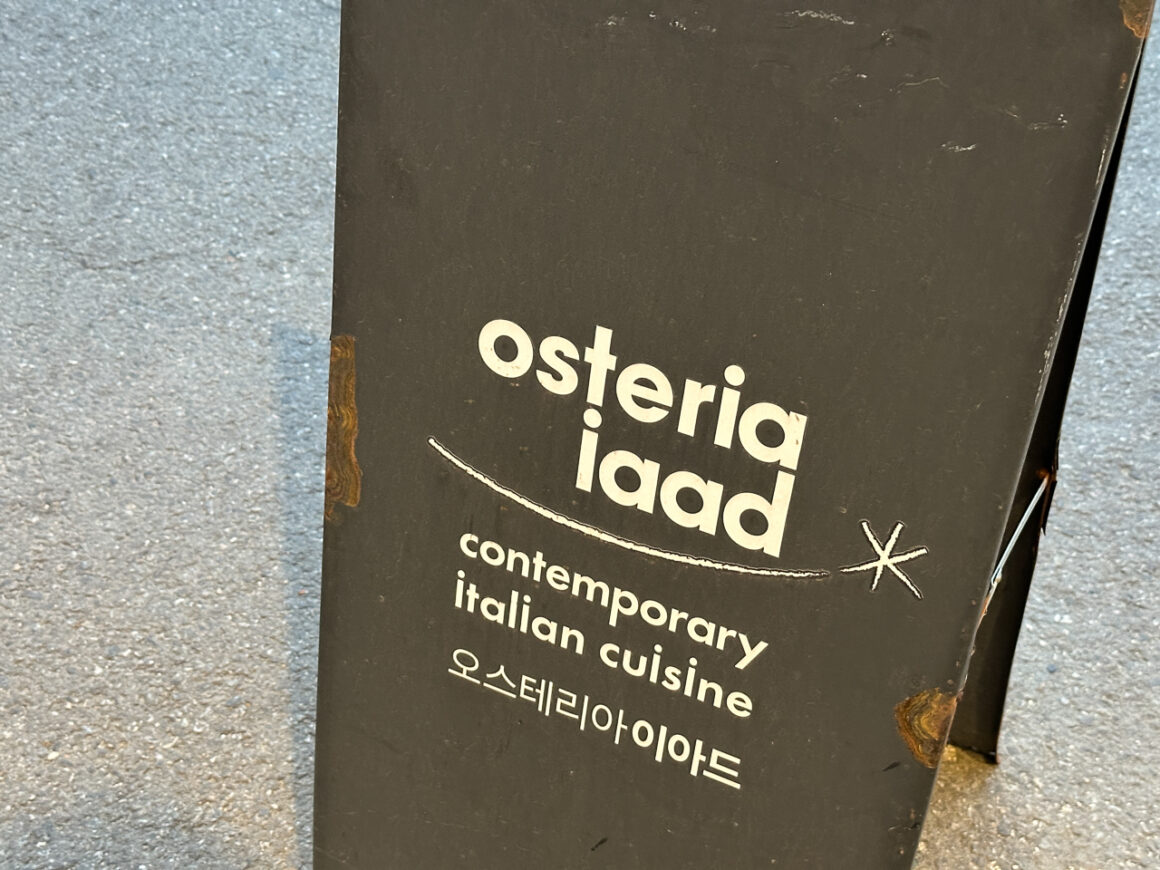 osteria
iaad
contemporary
italian cuisine
오스테리아이아드